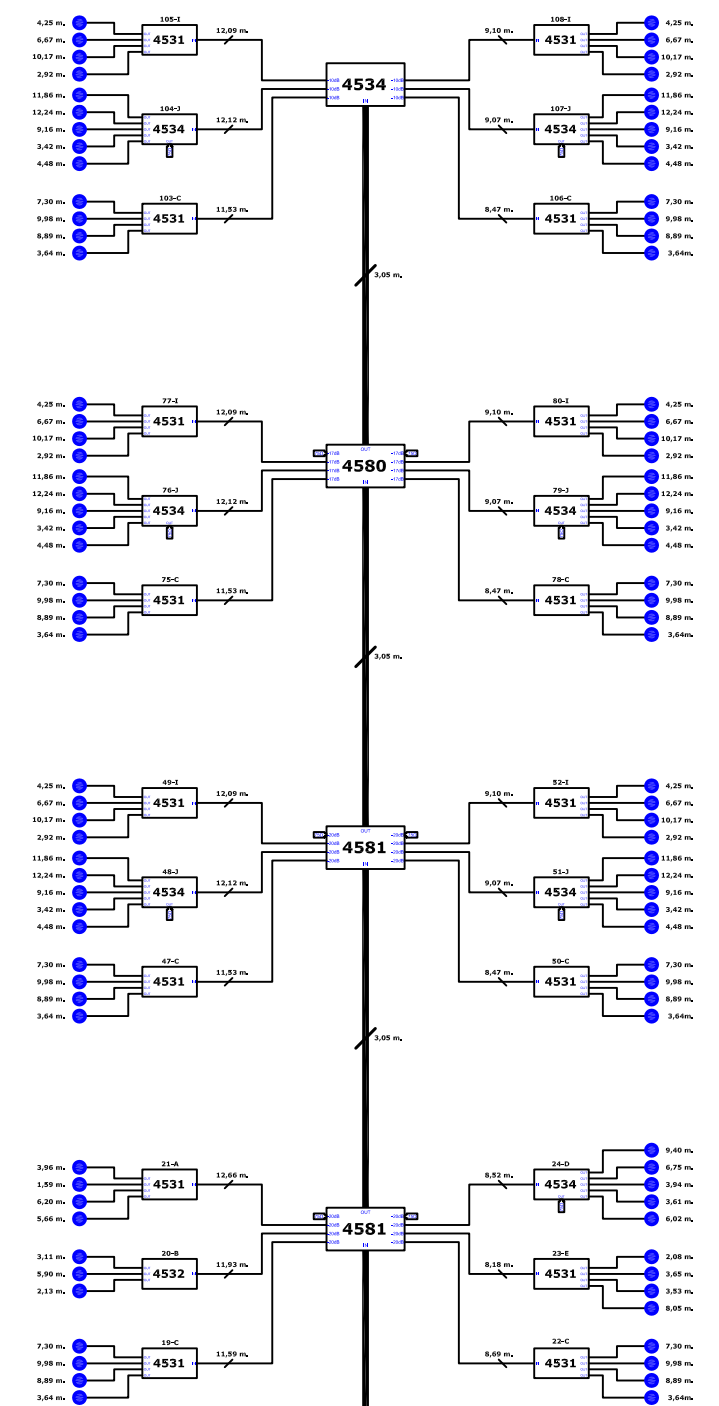 105-I
4,25 m.
6,67 m.
10,17 m.
2,92 m.
4531
12,09 m.
104-J
11,86 m.
12,24 m.
9,16 m.
3,42 m.
4,48 m.
4534
12,12 m.
103-C
7,30 m.
9,98 m.
8,89 m.
3,64 m.
4531
11,53 m.
4534
108-I
9,10 m.
4531
4,25 m.
6,67 m.
10,17 m.
2,92 m.
107-J
9,07 m.
4534
11,86 m.
12,24 m.
9,16 m.
3,42 m.
4,48 m.
106-C
8,47 m.
4531
7,30 m.
9,98 m.
8,89 m.
3,64m.
3,05 m.
77-I
4,25 m.
6,67 m.
10,17 m.
2,92 m.
4531
12,09 m.
76-J
11,86 m.
12,24 m.
9,16 m.
3,42 m.
4,48 m.
4534
12,12 m.
75-C
7,30 m.
9,98 m.
8,89 m.
3,64 m.
4531
11,53 m.
OUT
4580
-17dB
-17dB
-17dB
80-I
9,10 m.
4531
4,25 m.
6,67 m.
10,17 m.
2,92 m.
79-J
9,07 m.
4534
11,86 m.
12,24 m.
9,16 m.
3,42 m.
4,48 m.
78-C
8,47 m.
4531
7,30 m.
9,98 m.
8,89 m.
3,64m.
3,05 m.
49-I
4,25 m.
6,67 m.
10,17 m.
2,92 m.
4531
12,09 m.
48-J
11,86 m.
12,24 m.
9,16 m.
3,42 m.
4,48 m.
4534
12,12 m.
47-C
7,30 m.
9,98 m.
8,89 m.
3,64 m.
4531
11,53 m.
OUT
4581
-20dB
-20dB
-20dB
52-I
9,10 m.
4531
4,25 m.
6,67 m.
10,17 m.
2,92 m.
51-J
9,07 m.
4534
11,86 m.
12,24 m.
9,16 m.
3,42 m.
4,48 m.
50-C
8,47 m.
4531
7,30 m.
9,98 m.
8,89 m.
3,64m.
3,05 m.
21-A
3,96 m.
1,59 m.
6,20 m.
5,66 m.
4531
12,66 m.
20-B
3,11 m.
5,90 m.
2,13 m.
4532
11,93 m.
19-C
7,30 m.
9,98 m.
8,89 m.
3,64 m.
4531
11,59 m.
OUT
4581
-20dB
-20dB
-20dB
24-D
8,52 m.
4534
9,40 m.
6,75 m.
3,94 m.
3,61 m.
6,02 m.
23-E
8,18 m.
4531
2,08 m.
3,65 m.
3,53 m.
8,05 m.
22-C
8,69 m.
4531
7,30 m.
9,98 m.
8,89 m.
3,64m.